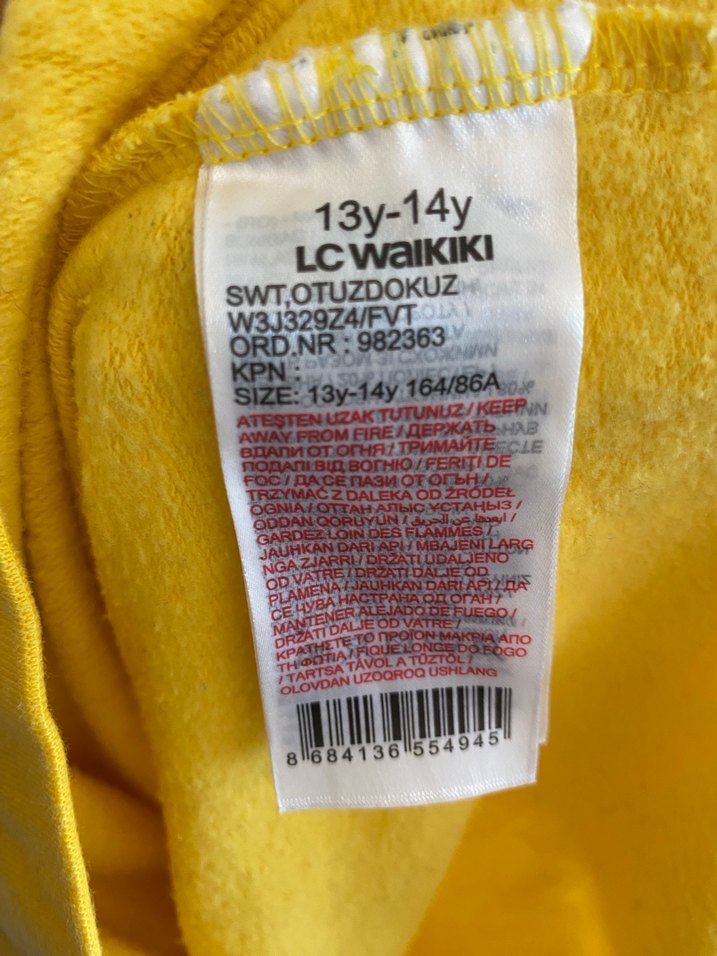 13y-14y
LC WAIKIKI
SWT,OTUZDOKUZ
W3J329Z4/FVT
ORD.NR : 982363
KPN :
SIZE: 13y-14y 164/86A
ATEŞTEN UZAK TUTUNUZ / KEEP
AWAY FROM FIRE / ДЕРЖАТЬ
ВДАЛИ ОТ ОГНЯ / ТРИМАЙТЕ
ПОДАЛІ ВІД ВОГНЮ / FERIŢI DE
FOC / ДА СЕ ПАЗИ ОТ ОГЪН /
TRZYMAĆ Z DALEKA OD ŹRÓDEŁ
OGNIA / ОТТАН АЛЫС ҰСТАҢЫЗ /
ODDAN QORUYUN / ابعدها عن الحريق /
GARDEZ LOIN DES FLAMMES /
JAUHKAN DARI API / MBAJENI LARG
NGA ZJARRI / DRŽATI UDALJENO
OD VATRE / DRŽATI DALJE OD
PLAMENA / JAUHKAN DARI API / ДА
СЕ ЧУВА НАСТРАНА ОД ОГАН /
MANTENER ALEJADO DE FUEGO /
DRŽATI DALJE OD VATRE /
ΚΡΑΤΗΣΤΕ ΤΟ ΠΡΟΪΟΝ ΜΑΚΡΙΑ ΑΠΟ
ΤΗ ΦΩΤΙΑ / FIQUE LONGE DO FOGO
/ TARTSA TÁVOL A TŰZTŐL /
OLOVDAN UZOQROQ USHLANG
8 684136 554945